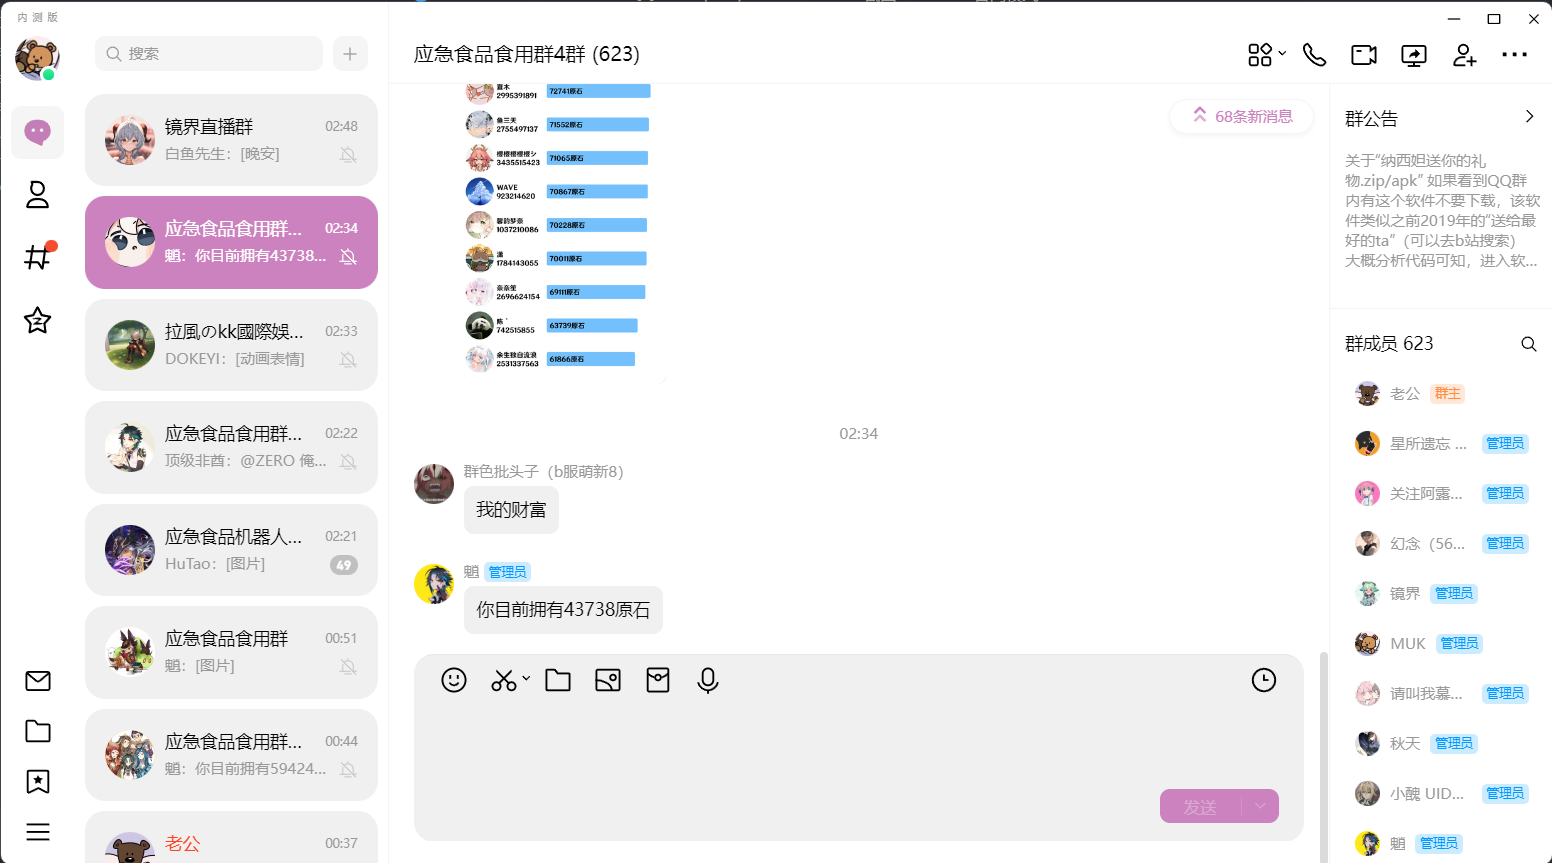 内测版
搜索
镜界直播群
02:48
白鱼先生：[晚安]
应急食品食用群...
02:34
魈：你目前拥有43738...
拉風のkk國際娛...
02:33
DOKEYI：[动画表情]
应急食品食用群...
02:22
顶级非酋：@ZERO 俺...
应急食品机器人...
02:21
HuTao：[图片]
49
应急食品食用群
00:51
魈：[图片]
应急食品食用群...
00:44
魈：你目前拥有59424...
老公
00:37
应急食品食用群4群 (623)
68条新消息
2995391891
72741原石
鱼三天
2755497137
71552原石
樱樱樱樱樱シ
3435515423
71065原石
WAVE
923214620
70867原石
馨韵梦奈
1037210086
70228原石
1784143055
70011原石
奈奈笙
2696624154
69111原石
陈 `
742515855
63739原石
余生独自流浪
2531337563
61866原石
02:34
群色批头子（b服萌新8）
我的财富
魈 管理员
你目前拥有43738原石
发送
群公告
关于“纳西妲送你的礼
物.zip/apk” 如果看到QQ群
内有这个软件不要下载，该软
件类似之前2019年的“送给最
好的ta”（可以去b站搜索）
大概分析代码可知，进入软...
群成员 623
老公 群主
星所遗忘 ... 管理员
关注阿露... 管理员
幻念（56... 管理员
镜界 管理员
MUK 管理员
请叫我慕... 管理员
秋天 管理员
小醜 UID... 管理员
魈 管理员